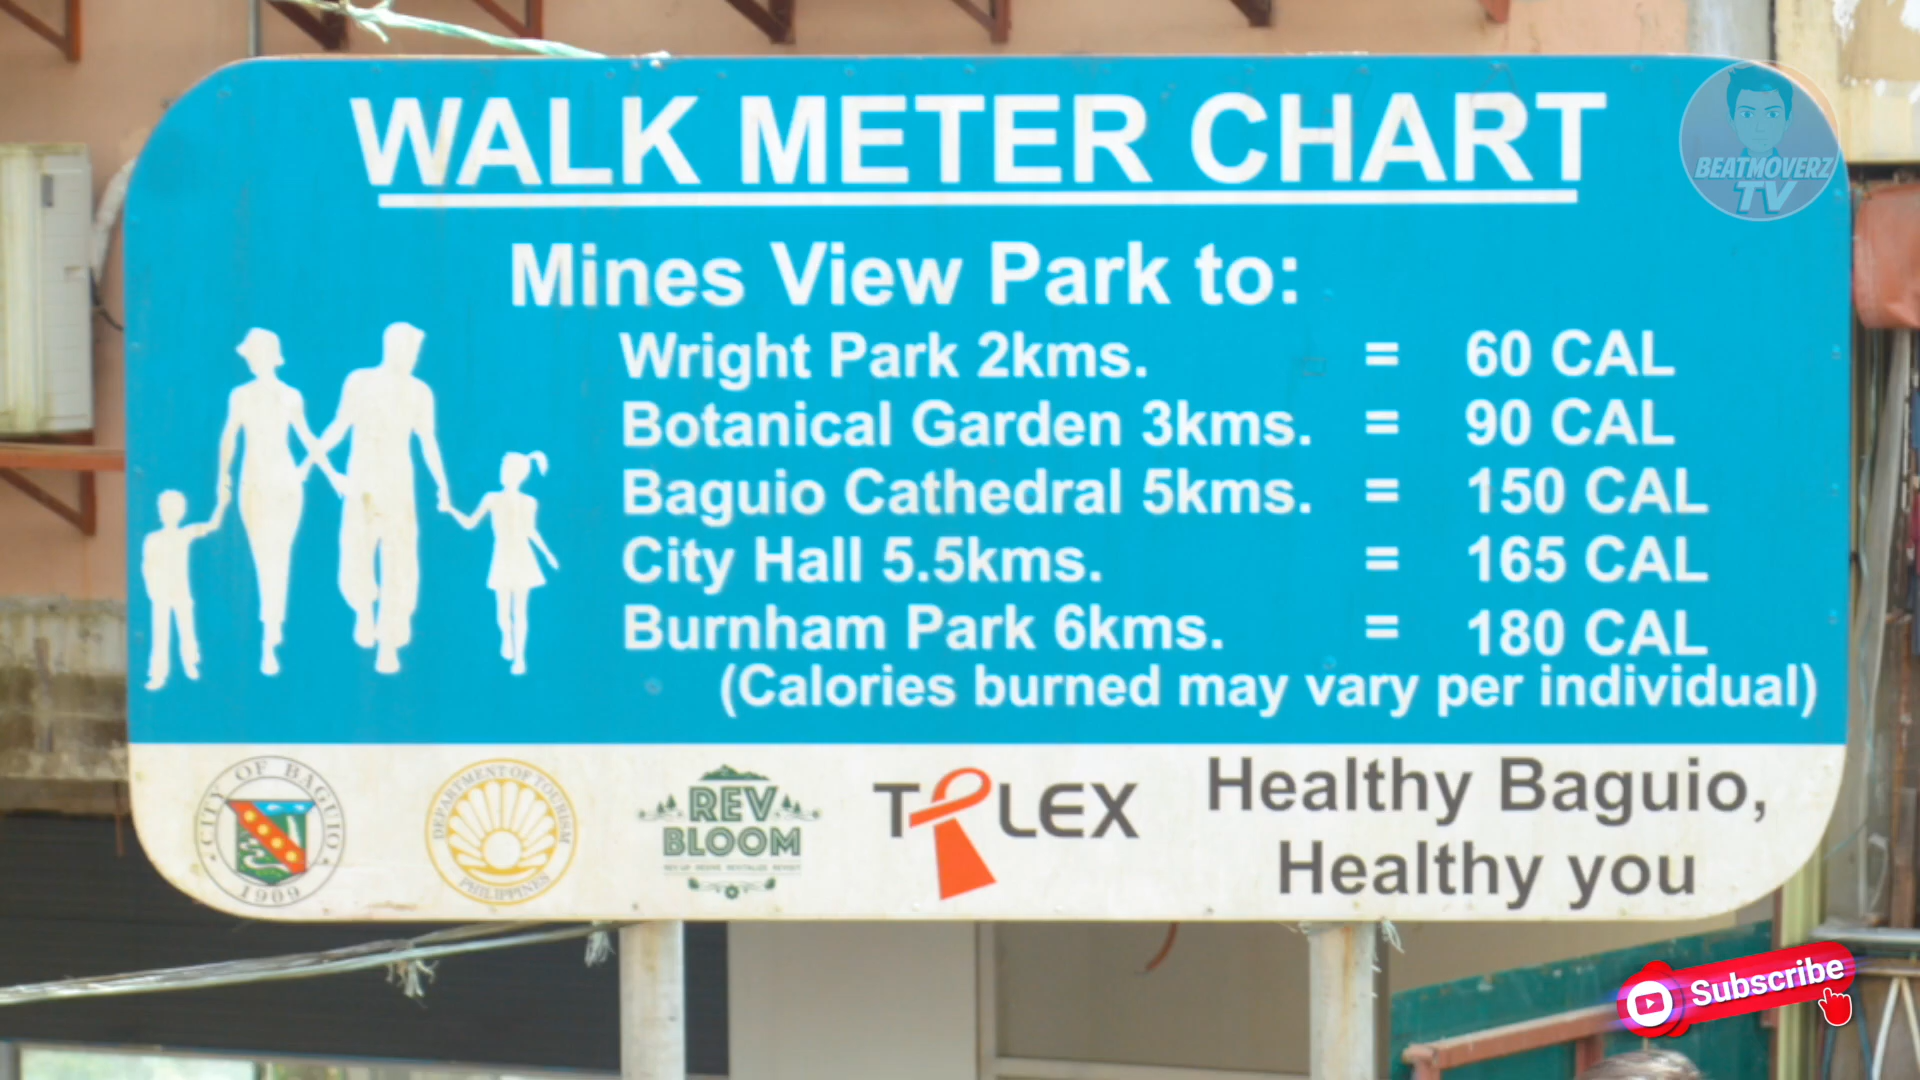 WALK METER CHART
BEATMOVERZ
TV
Mines View Park to:
Wright Park 2kms. = 60 CAL
Botanical Garden 3kms. = 90 CAL
Baguio Cathedral 5kms. = 150 CAL
City Hall 5.5kms. = 165 CAL
Burnham Park 6kms. = 180 CAL
(Calories burned may vary per individual)
CITY OF BAGUIO
1909
DEPARTMENT OF TOURISM
PHILIPPINES
REV
BLOOM
TPLEX
Healthy Baguio,
Healthy you
Subscribe